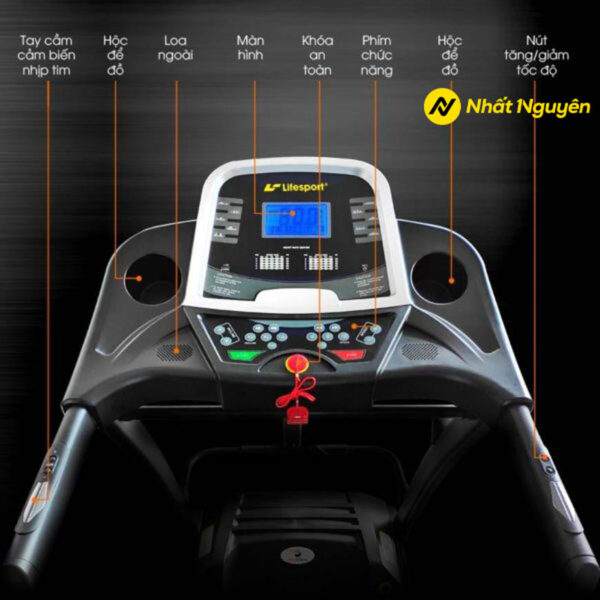 Tay cầm
cảm biến
nhịp tim
Hộc
để
đồ
Loa
ngoài
Màn
hình
Khóa
an
toàn
Phím
chức
năng
Hộc
để
đồ
Nút
tăng/giảm
tốc độ
Nhất Nguyên
Lifesport